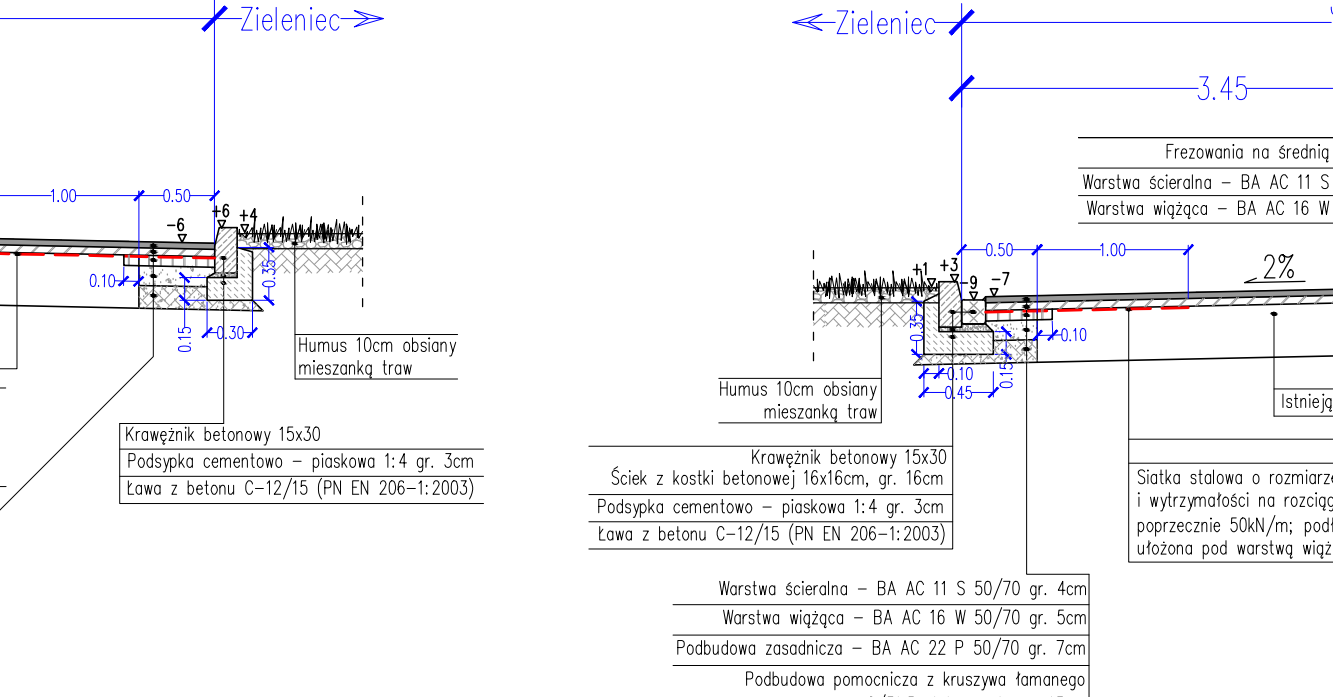 Zieleniec
1.00
0.50
-6
+6
+4
0.10
0.15
0.30
0.35
Humus 10cm obsiany
mieszanką traw
Krawężnik betonowy 15x30
Podsypka cementowo – piaskowa 1:4 gr. 3cm
Ława z betonu C-12/15 (PN EN 206-1:2003)
Zieleniec
3.45
Frezowania na średnią
Warstwa ścieralna – BA AC 11 S
Warstwa wiążąca – BA AC 16 W
0.50
1.00
2%
+1
+3
-9
-7
0.35
0.10
0.10
0.15
0.45
Humus 10cm obsiany
mieszanką traw
Krawężnik betonowy 15x30
Ściek z kostki betonowej 16x16cm, gr. 16cm
Podsypka cementowo – piaskowa 1:4 gr. 3cm
Ława z betonu C-12/15 (PN EN 206-1:2003)
Istnieją
Siatka stalowa o rozmiarz
i wytrzymałości na rozciąg
poprzecznie 50kN/m; pod
ułożona pod warstwą wiąż
Warstwa ścieralna – BA AC 11 S 50/70 gr. 4cm
Warstwa wiążąca – BA AC 16 W 50/70 gr. 5cm
Podbudowa zasadnicza – BA AC 22 P 50/70 gr. 7cm
Podbudowa pomocnicza z kruszywa łamanego